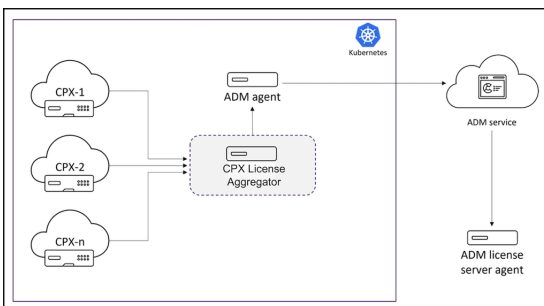 Kubernetes
CPX-1
ADM agent
ADM service
CPX-2
CPX License
Aggregator
CPX-n
ADM license
server agent